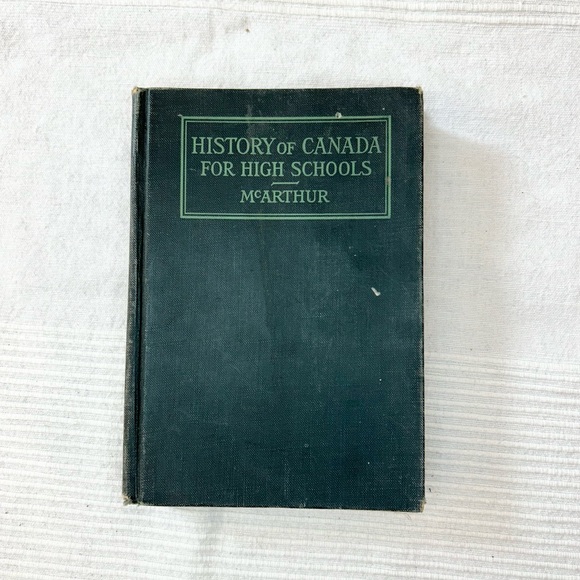 HISTORY OF CANADA
FOR HIGH SCHOOLS
MCARTHUR